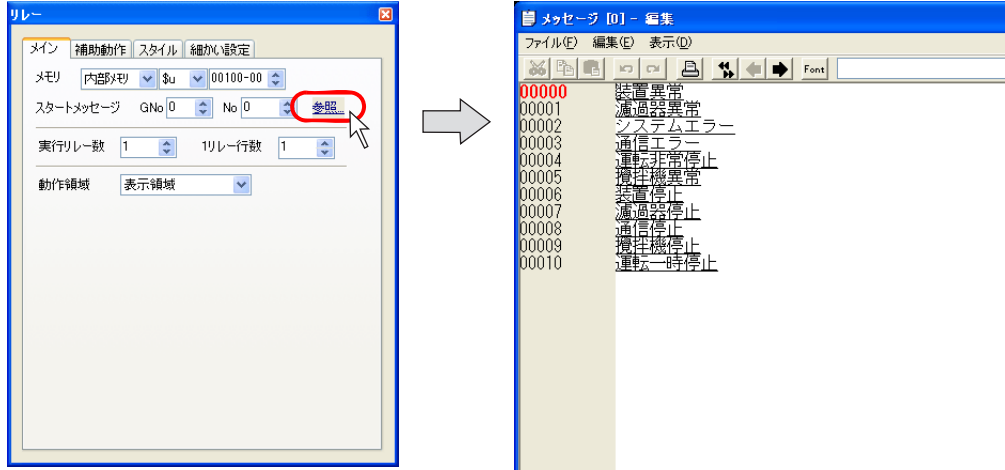 リレー
メイン 補助動作 スタイル 細かい設定
メモリ 内部メモリ $u 00100-00
スタートメッセージ GNo 0 No 0 参照...
実行リレー数 1 1リレー行数 1
動作領域 表示領域
メッセージ [0] - 編集
ファイル(F) 編集(E) 表示(D)
Font
00000 装置異常
00001 濾過器異常
00002 システムエラー
00003 通信エラー
00004 運転非常停止
00005 攪拌機異常
00006 装置停止
00007 濾過器停止
00008 通信停止
00009 攪拌機停止
00010 運転一時停止